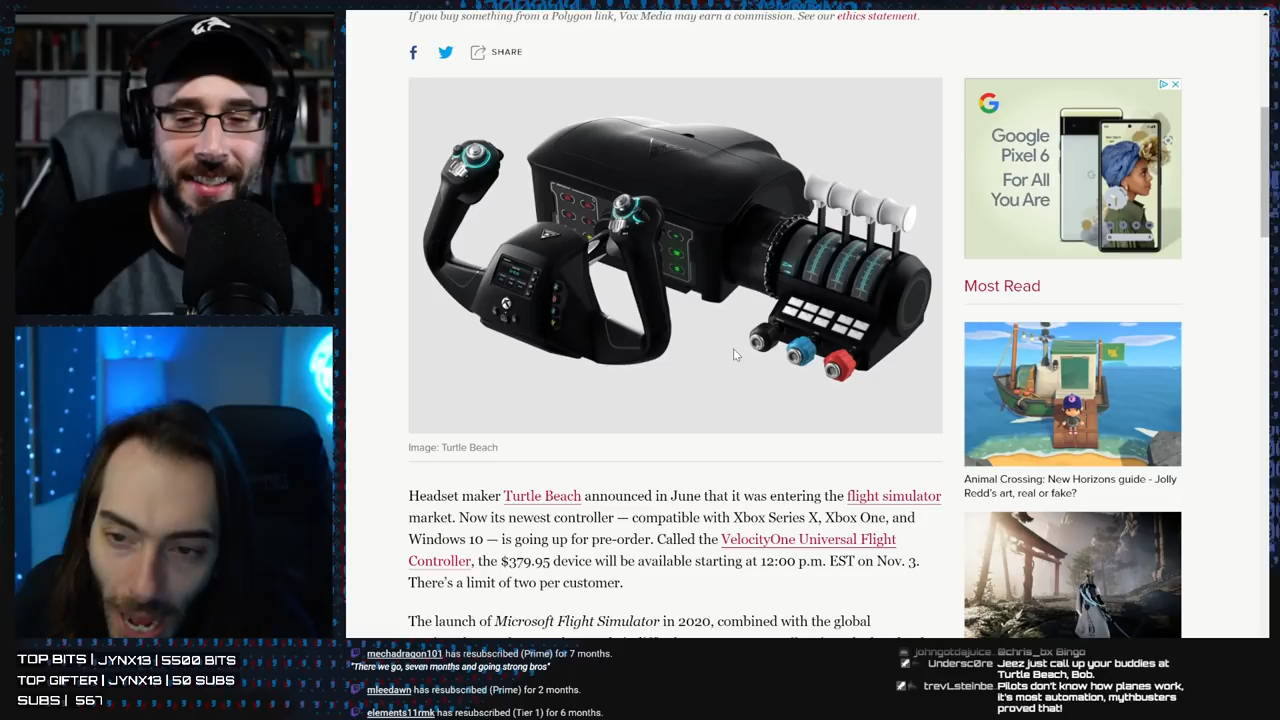 If you buy something from a Polygon link, Vox Media may earn a commission. See our ethics statement.
SHARE
Google
Pixel 6
For All
You Are
Most Read
Image: Turtle Beach
Animal Crossing: New Horizons guide - Jolly
Redd's art, real or fake?
Headset maker Turtle Beach announced in June that it was entering the flight simulator
market. Now its newest controller — compatible with Xbox Series X, Xbox One, and
Windows 10 — is going up for pre-order. Called the VelocityOne Universal Flight
Controller, the $379.95 device will be available starting at 12:00 p.m. EST on Nov. 3.
There's a limit of two per customer.
The launch of Microsoft Flight Simulator in 2020, combined with the global
TOP BITS | JYNX13 | 5500 BITS
TOP GIFTER | JYNX13 | 50 SUBS
SUBS | 567
mechadragon101 has resubscribed (Prime) for 7 months.
"There we go, seven months and going strong bros"
mleedawn has resubscribed (Prime) for 2 months.
elements11rmk has resubscribed (Tier 1) for 6 months.
johngotdajuice @chris_bx Bingo
Undersc0re Jeez just call up your buddies at
Turtle Beach, Bob.
trevLsteinbe Pilots don't know how planes work,
it's most automation, mythbusters
proved that!